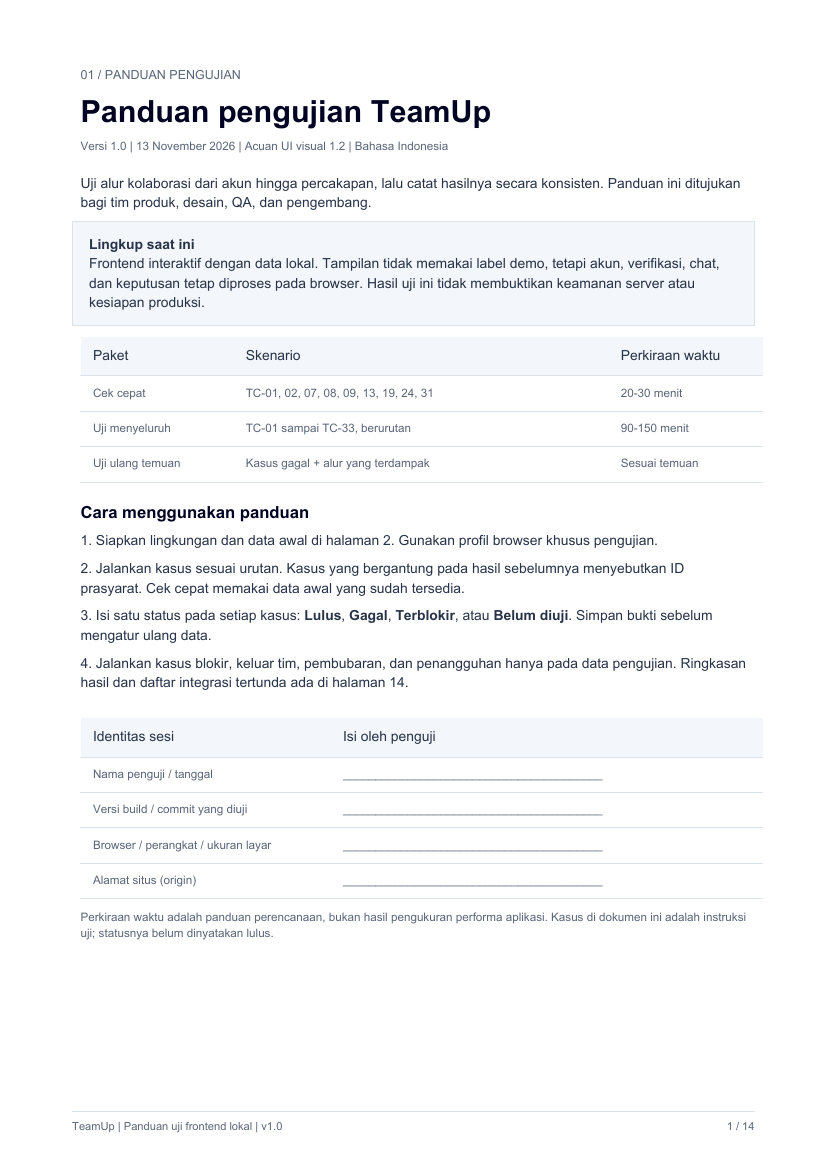 01 / PANDUAN PENGUJIAN
Panduan pengujian TeamUp
Versi 1.0 | 13 November 2026 | Acuan UI visual 1.2 | Bahasa Indonesia
Uji alur kolaborasi dari akun hingga percakapan, lalu catat hasilnya secara konsisten. Panduan ini ditujukan
bagi tim produk, desain, QA, dan pengembang.
Lingkup saat ini
Frontend interaktif dengan data lokal. Tampilan tidak memakai label demo, tetapi akun, verifikasi, chat,
dan keputusan tetap diproses pada browser. Hasil uji ini tidak membuktikan keamanan server atau
kesiapan produksi.
Paket Skenario Perkiraan waktu
Cek cepat TC-01, 02, 07, 08, 09, 13, 19, 24, 31 20-30 menit
Uji menyeluruh TC-01 sampai TC-33, berurutan 90-150 menit
Uji ulang temuan Kasus gagal + alur yang terdampak Sesuai temuan
Cara menggunakan panduan
1. Siapkan lingkungan dan data awal di halaman 2. Gunakan profil browser khusus pengujian.
2. Jalankan kasus sesuai urutan. Kasus yang bergantung pada hasil sebelumnya menyebutkan ID
prasyarat. Cek cepat memakai data awal yang sudah tersedia.
3. Isi satu status pada setiap kasus: Lulus, Gagal, Terblokir, atau Belum diuji. Simpan bukti sebelum
mengatur ulang data.
4. Jalankan kasus blokir, keluar tim, pembubaran, dan penangguhan hanya pada data pengujian. Ringkasan
hasil dan daftar integrasi tertunda ada di halaman 14.
Identitas sesi Isi oleh penguji
Nama penguji / tanggal ________________________________________
Versi build / commit yang diuji ________________________________________
Browser / perangkat / ukuran layar ________________________________________
Alamat situs (origin) ________________________________________
Perkiraan waktu adalah panduan perencanaan, bukan hasil pengukuran performa aplikasi. Kasus di dokumen ini adalah instruksi
uji; statusnya belum dinyatakan lulus.
TeamUp | Panduan uji frontend lokal | v1.0 1 / 14